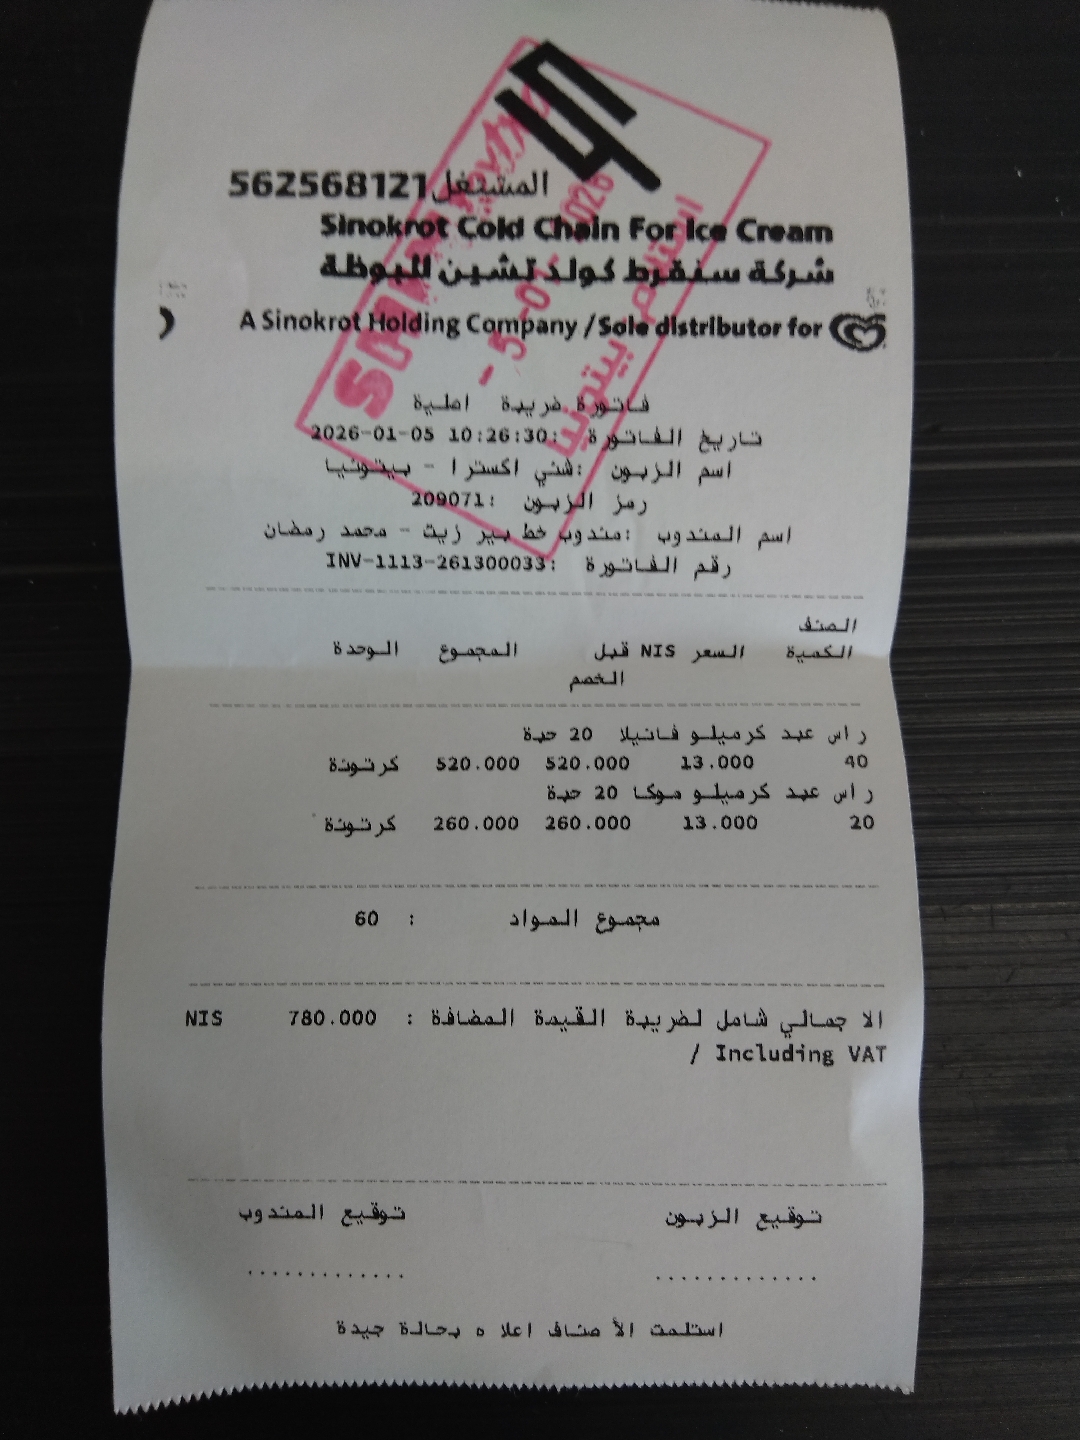 المشتغل 562568121
Sinokrot Cold Chain For Ice Cream
شركة سنقرط كولد تشين للبوظة
A Sinokrot Holding Company / Sole distributor for
فاتورة ضريبة اصلية
تاريخ الفاتورة :2026-01-05 10:26:30
اسم الزبون :شني اكسترا - بيتونيا
رمز الزبون :209071
اسم المندوب :مندوب خط بير زيت - محمد رمضان
رقم الفاتورة :INV-1113-261300033
الصنف
الكمية السعر NIS قبل المجموع الوحدة
الخصم
راس عبد كرميلو فانيلا 20 حبة
40 13.000 520.000 520.000 كرتونة
راس عبد كرميلو موكا 20 حبة
20 13.000 260.000 260.000 كرتونة
مجموع المواد : 60
الاجمالي شامل لضريبة القيمة المضافة : 780.000 NIS
/ Including VAT
توقيع الزبون توقيع المندوب
............. .............
استلمت الأصناف اعلاه بحالة جيدة
استلام - بيتونيا
- 5 -01- 2026